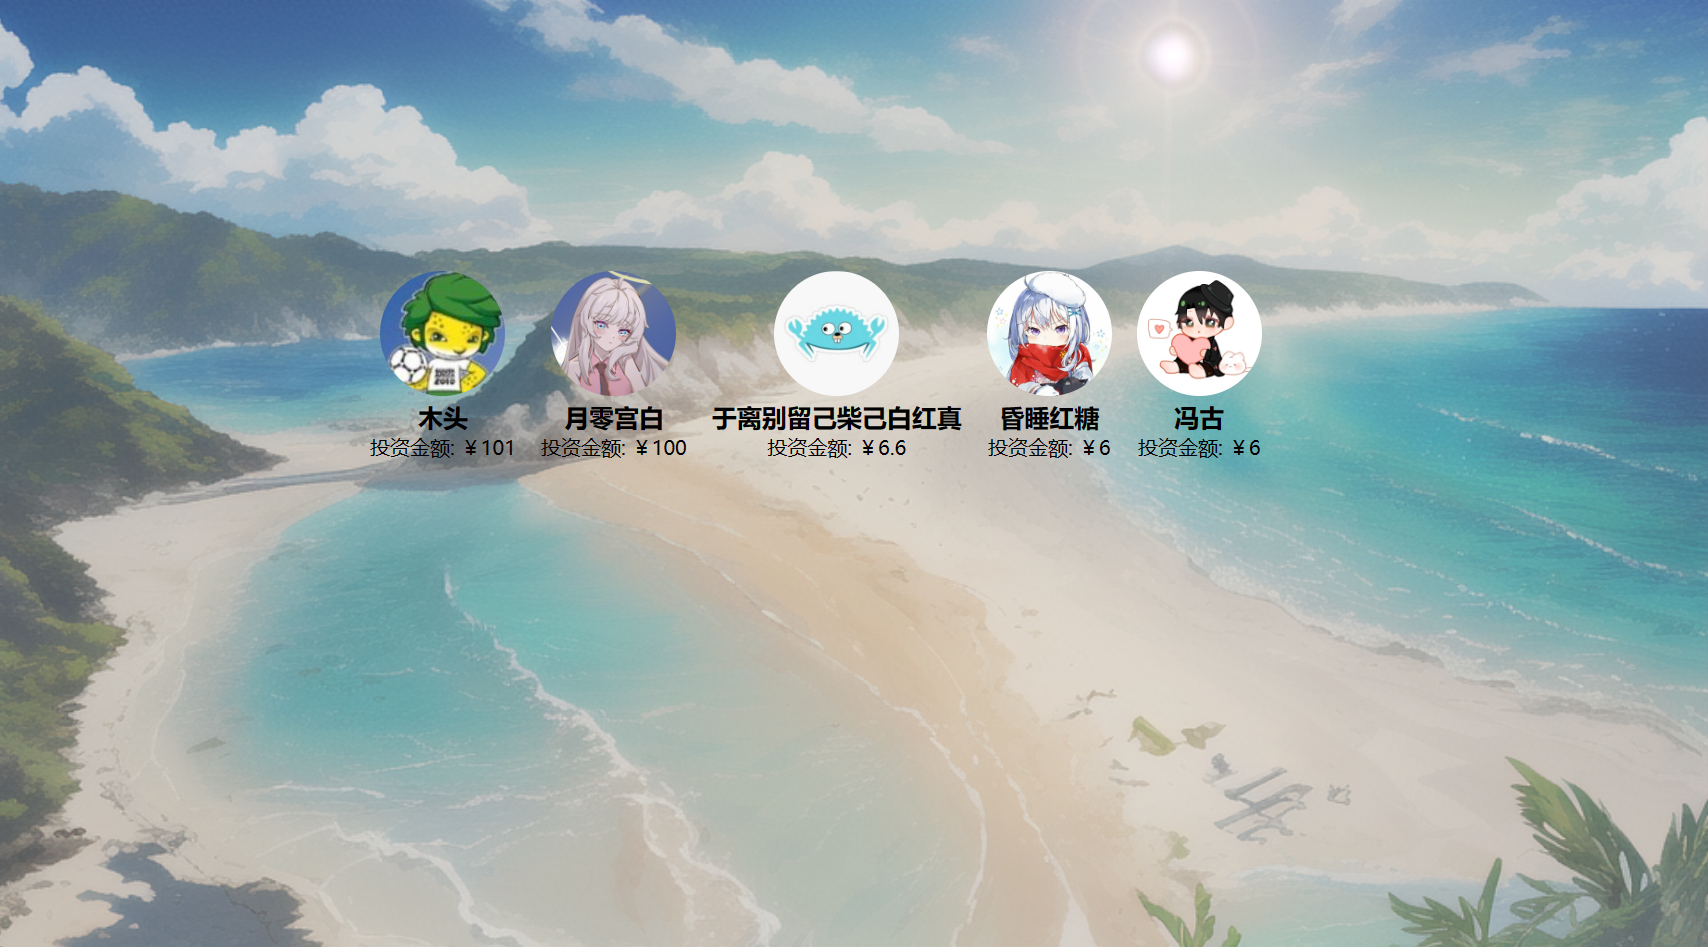 木头
投资金额: ￥101
月零宫白
投资金额: ￥100
于离别留己柴己白红真
投资金额: ￥6.6
昏睡红糖
投资金额: ￥6
冯古
投资金额: ￥6
2010